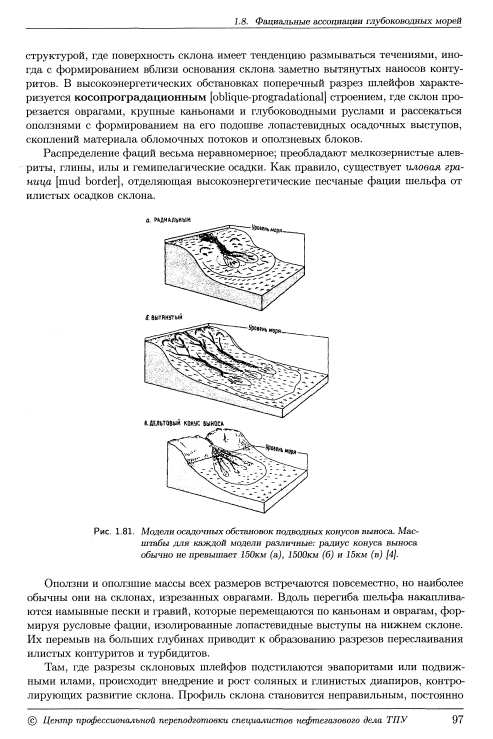 1.8. Фациальные ассоциации глубоководных морей
структурой, где поверхность склона имеет тенденцию размываться течениями, ино-
гда с формированием вблизи основания склона заметно вытянутых наносов конту-
ритов. В высокоэнергетических обстановках поперечный разрез шлейфов характе-
ризуется косопроградационным [oblique-progradational] строением, где склон про-
резается оврагами, крупные каньонами и глубоководными руслами и рассекаться
оползнями с формированием на его подошве лопастевидных осадочных выступов,
скоплений материала обломочных потоков и оползневых блоков.
Распределение фаций весьма неравномерное; преобладают мелкозернистые алев-
риты, глины, илы и гемипелагические осадки. Как правило, существует иловая гра-
ница [mud border], отделяющая высокоэнергетические песчаные фации шельфа от
илистых осадков склона.
а. РАДИАЛЬНЫЙ
Уровень моря
б ВЫТЯНУТЫЙ
Уровень моря
в. ДЕЛЬТОВЫЙ КОНУС ВЫНОСА
Уровень моря
Рис. 1.81. Модели осадочных обстановок подводных конусов выноса. Мас-
штабы для каждой модели различные: радиус конуса выноса
обычно не превышает 150км (а), 1500км (б) и 15км (в) [4].
Оползни и оползшие массы всех размеров встречаются повсеместно, но наиболее
обычны они на склонах, изрезанных оврагами. Вдоль перегиба шельфа накаплива-
ются намывные пески и гравий, которые перемещаются по каньонам и оврагам, фор-
мируя русловые фации, изолированные лопастевидные выступы на нижнем склоне.
Их перемыв на больших глубинах приводит к образованию разрезов переслаивания
илистых контуритов и турбидитов.
Там, где разрезы склоновых шлейфов подстилаются эвапоритами или подвиж-
ными илами, происходит внедрение и рост соляных и глинистых диапиров, контро-
лирующих развитие склона. Профиль склона становится неправильным, постоянно
© Центр профессиональной переподготовки специалистов нефтегазового дела ТПУ 97